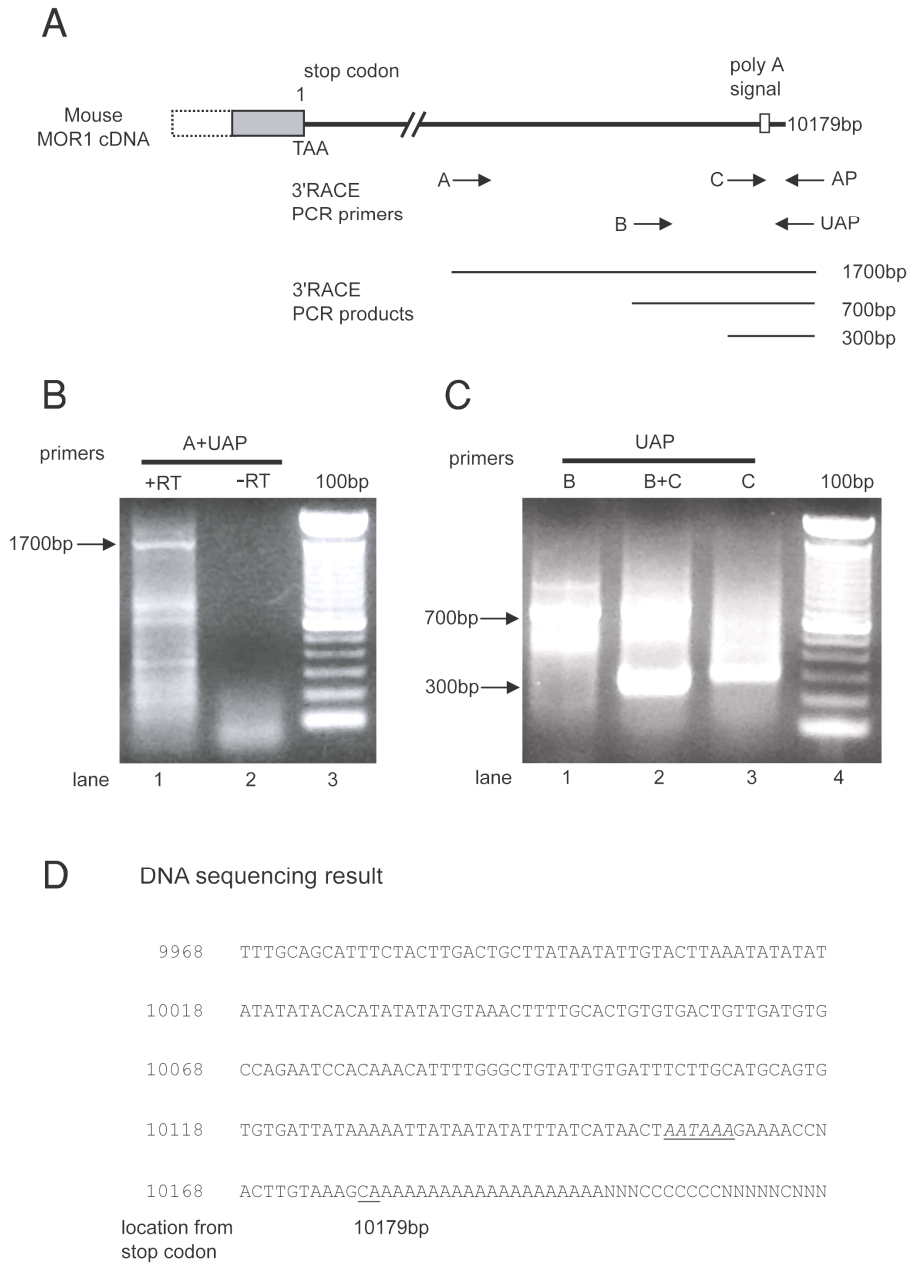 A
stop codon
poly A
signal
1
Mouse
MOR1 cDNA
10179bp
TAA
3'RACE
PCR primers
A
C
AP
B
UAP
3'RACE
PCR products
1700bp
700bp
300bp
B
primers
A+UAP
+RT
-RT
100bp
1700bp
lane
1
2
3
C
primers
UAP
B
B+C
C
100bp
700bp
300bp
lane
1
2
3
4
D
DNA sequencing result
9968 TTTGCAGCATTTCTACTTGACTGCTTATAATATTGTACTTAAATATATAT
10018 ATATATACACATATATATGTAAACTTTTGCACTGTGTGACTGTTGATGTG
10068 CCAGAATCCACAAACATTTTGGGCTGTATTGTGATTTCTTGCATGCAGTG
10118 TGTGATTATAAAAATTATAATATATTTATCATAACTAATAAAGAAAACCN
10168 ACTTGTAAAGCAAAAAAAAAAAAAAAAAAAANNNCCCCCCCNNNNNCNNN
location from
stop codon
10179bp